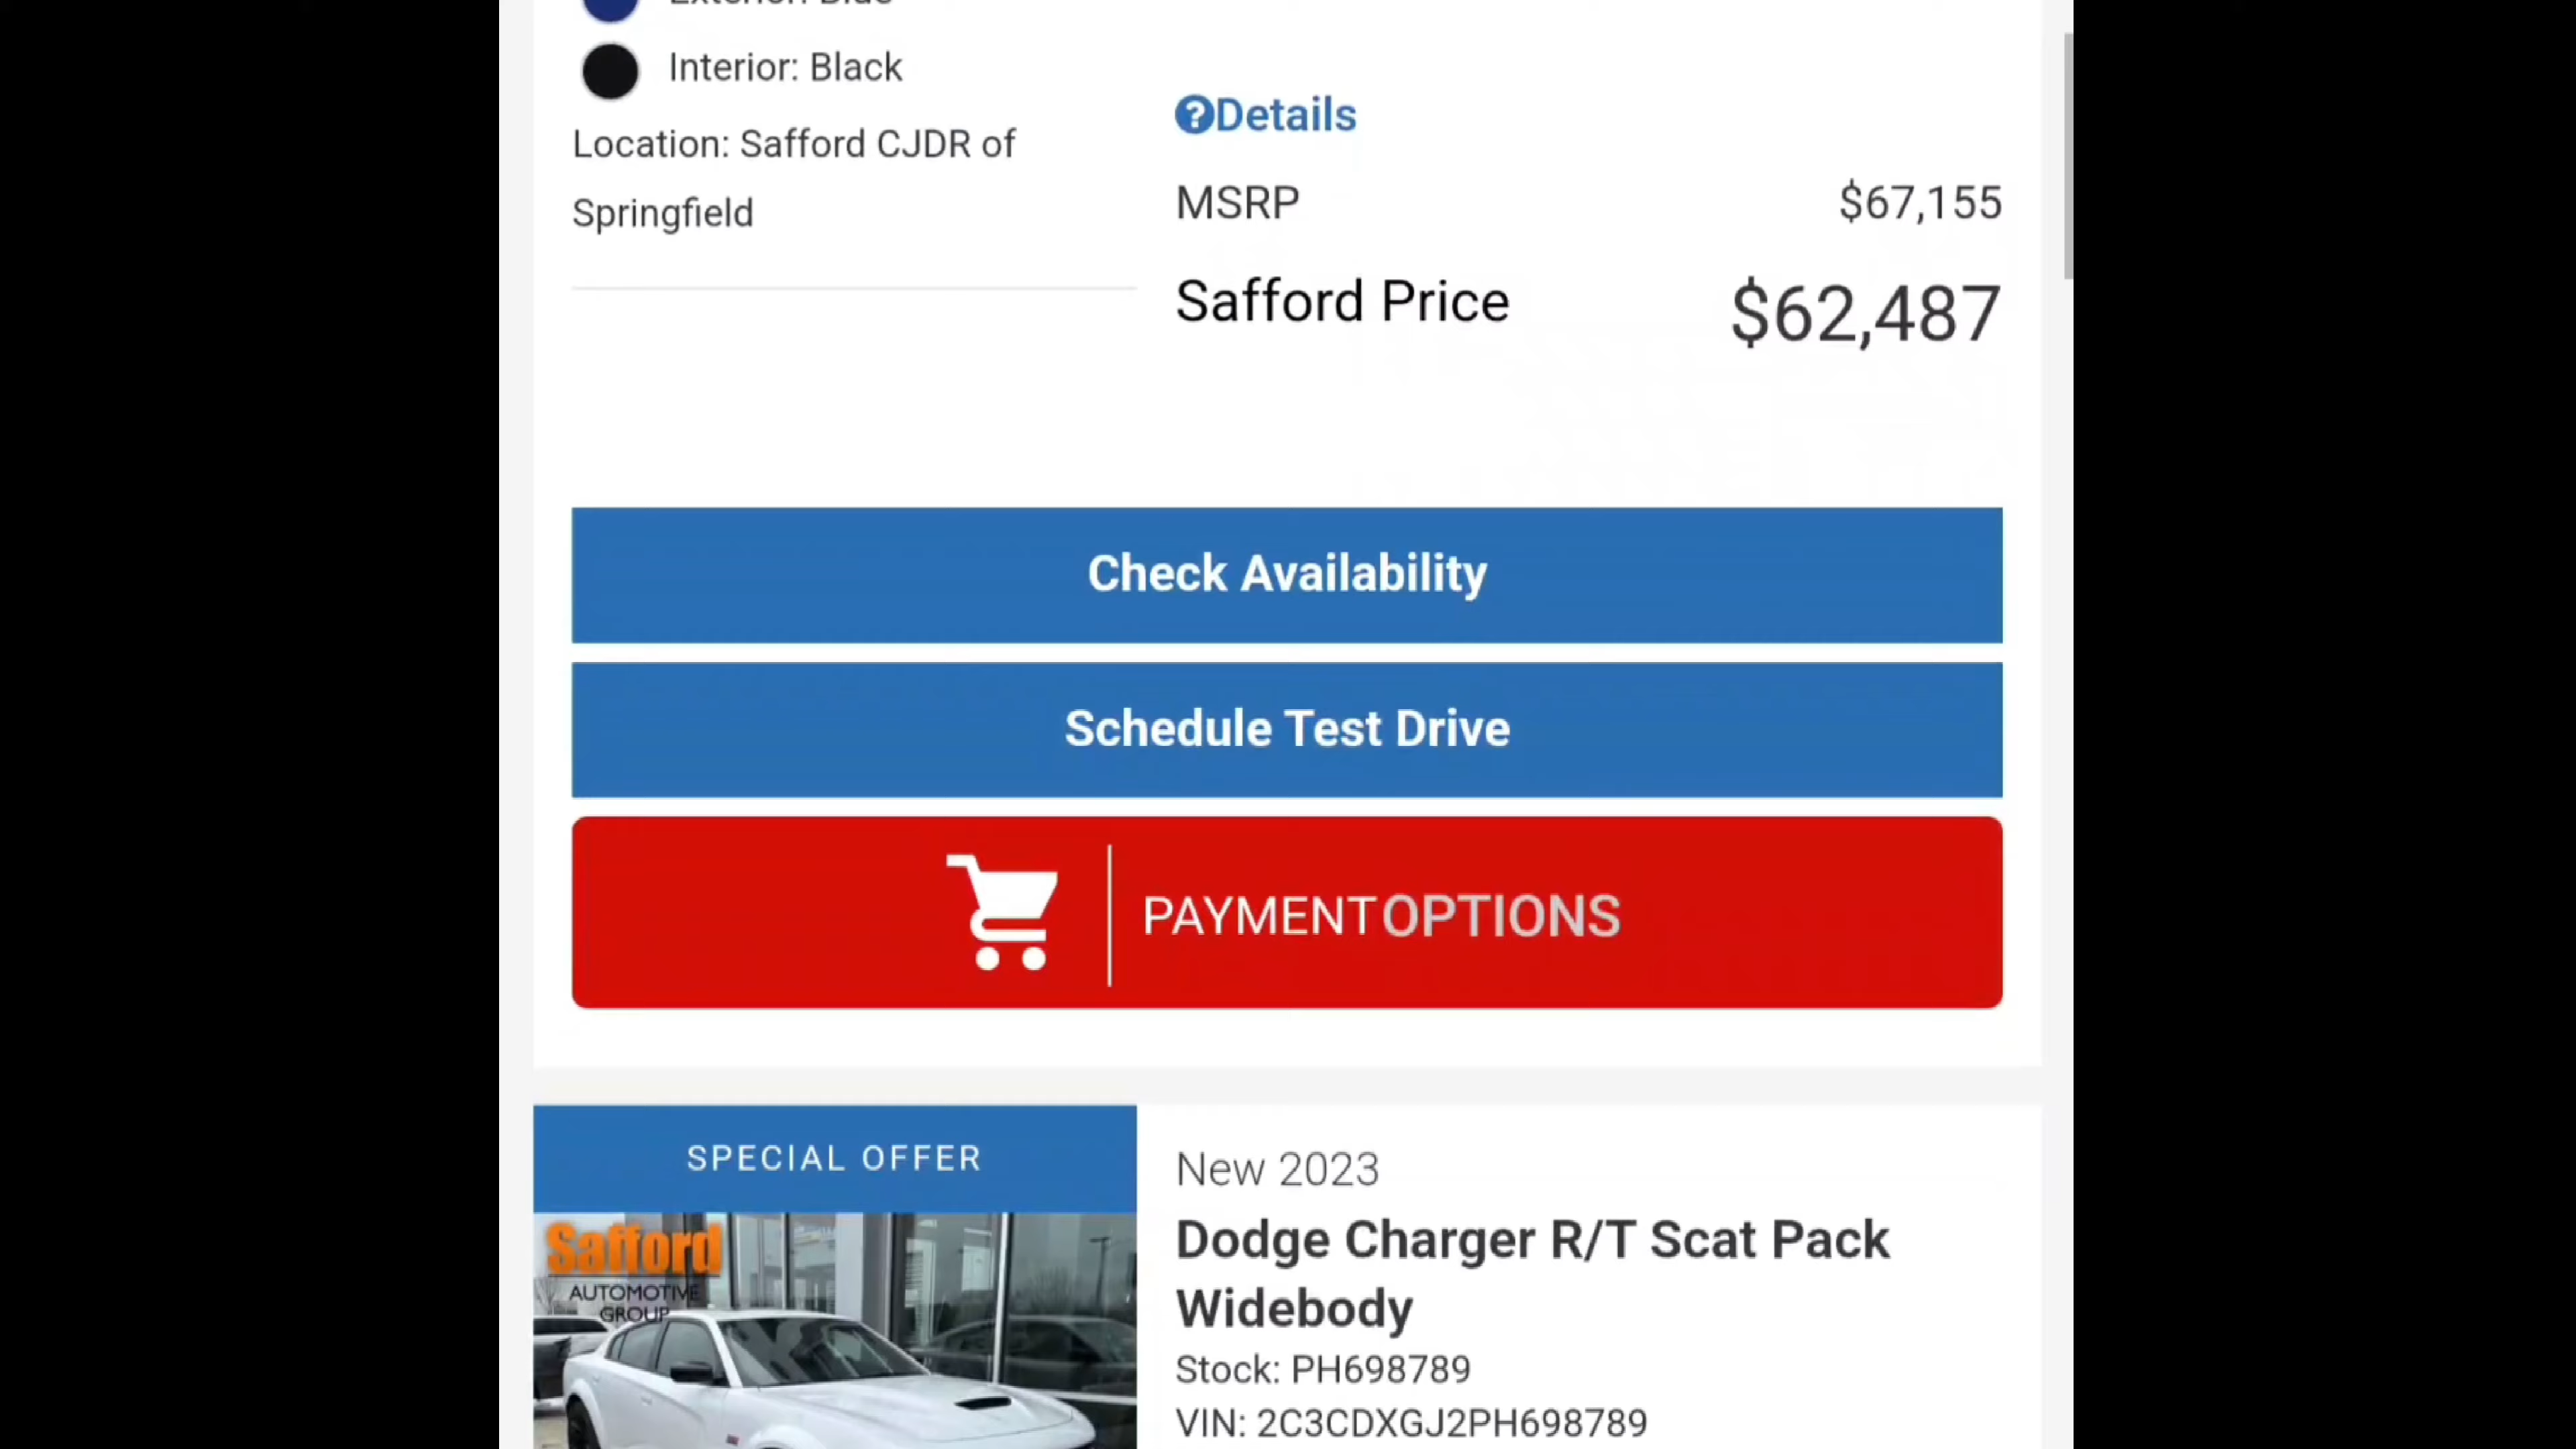 Exterior: Blue
Interior: Black
Location: Safford CJDR of
Springfield
Details
MSRP $67,155
Safford Price $62,487
Check Availability
Schedule Test Drive
PAYMENT OPTIONS
SPECIAL OFFER
Safford
AUTOMOTIVE
GROUP
New 2023
Dodge Charger R/T Scat Pack
Widebody
Stock: PH698789
VIN: 2C3CDXGJ2PH698789